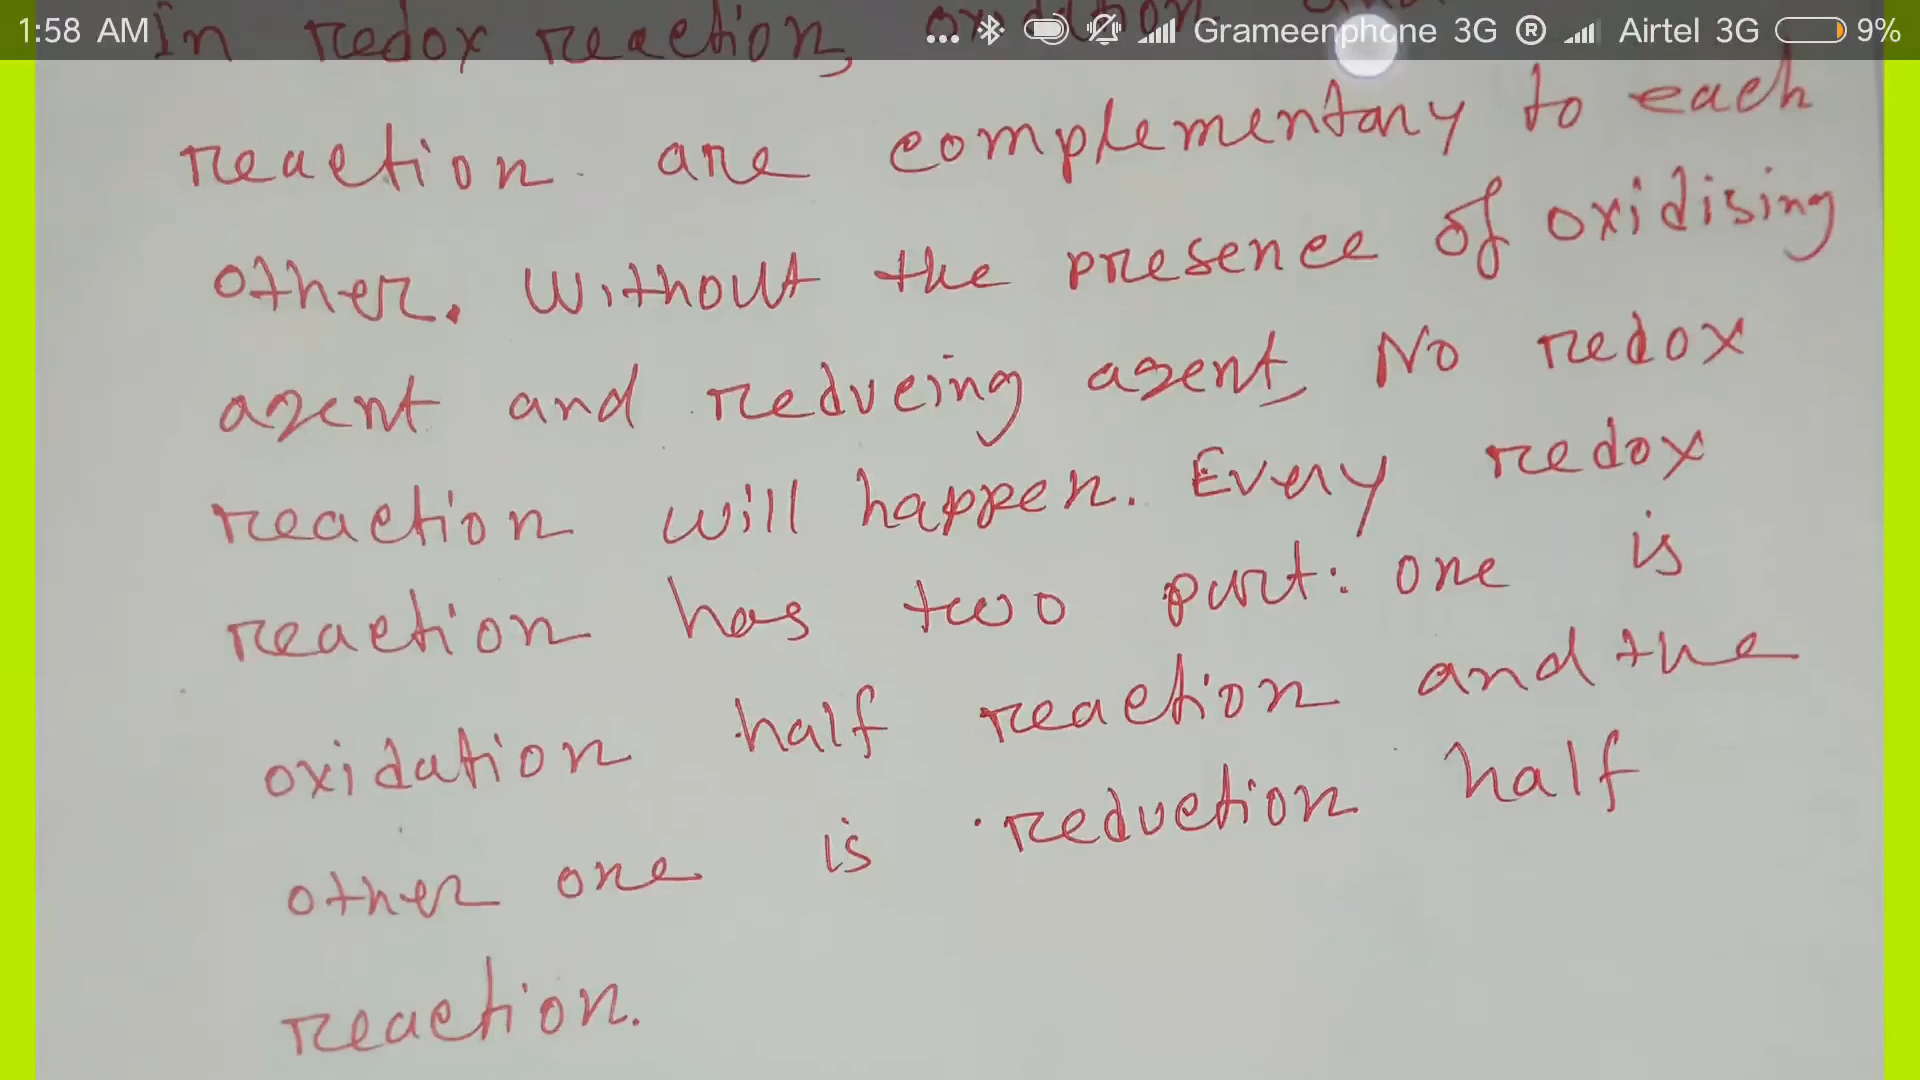 1:58 AM ... Grameenphone 3G ® Airtel 3G 9%
In redox reaction, oxidation and
reaction are complementary to each
other. Without the presence of oxidising
agent and reducing agent, No redox
reaction will happen. Every redox
reaction has two part: one is
oxidation half reaction and the
other one is reduction half
reaction.